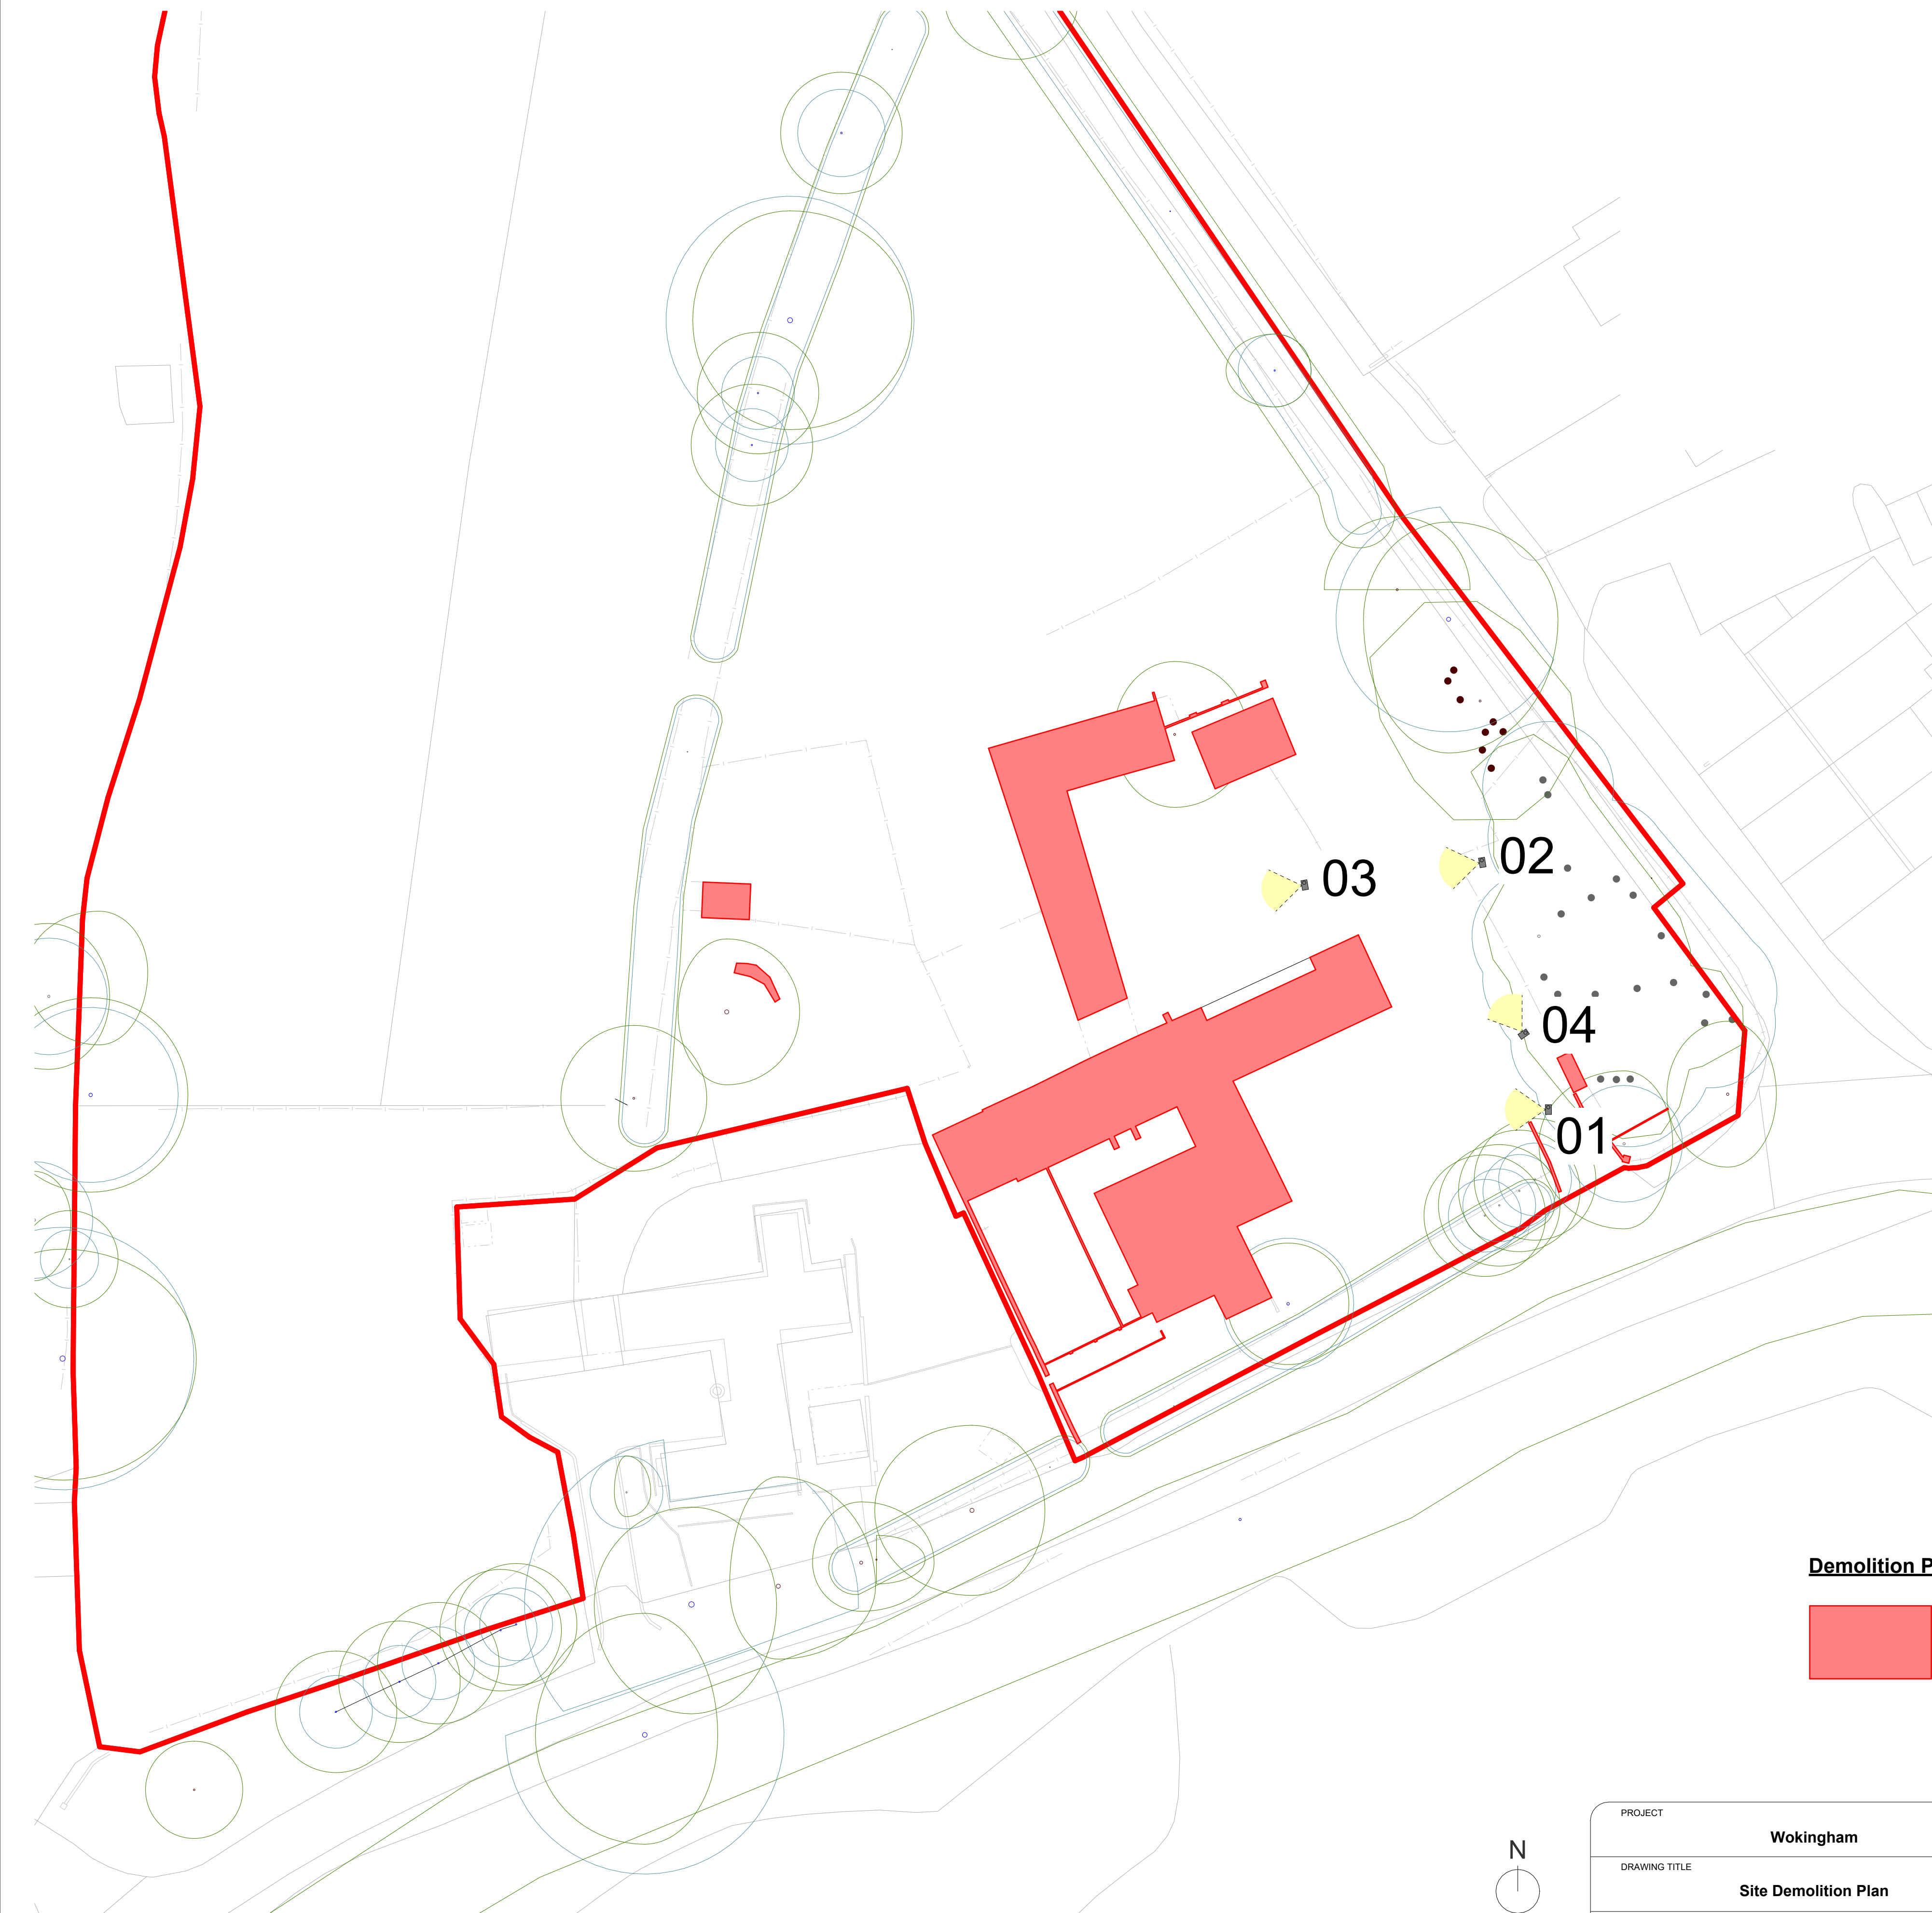 02
03
04
01
Demolition P
N
PROJECT
Wokingham
DRAWING TITLE
Site Demolition Plan